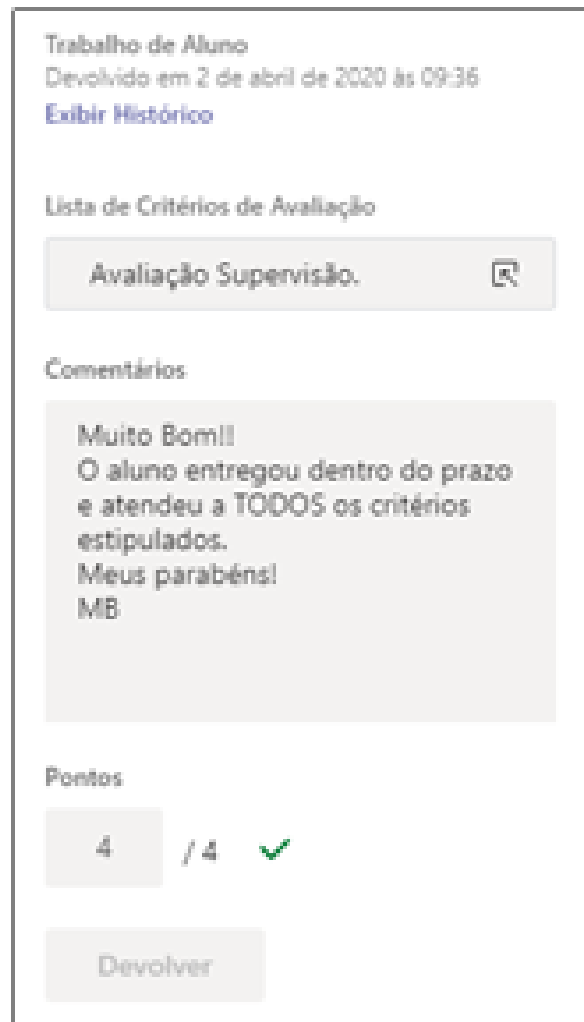 Trabalho de Aluno
Devolvido em 2 de abril de 2020 às 09:36
Exibir Histórico
Lista de Critérios de Avaliação
Avaliação Supervisão.
Comentários
Muito Bom!!
O aluno entregou dentro do prazo
e atendeu a TODOS os critérios
estipulados.
Meus parabéns!
MB
Pontos
4 / 4
Devolver